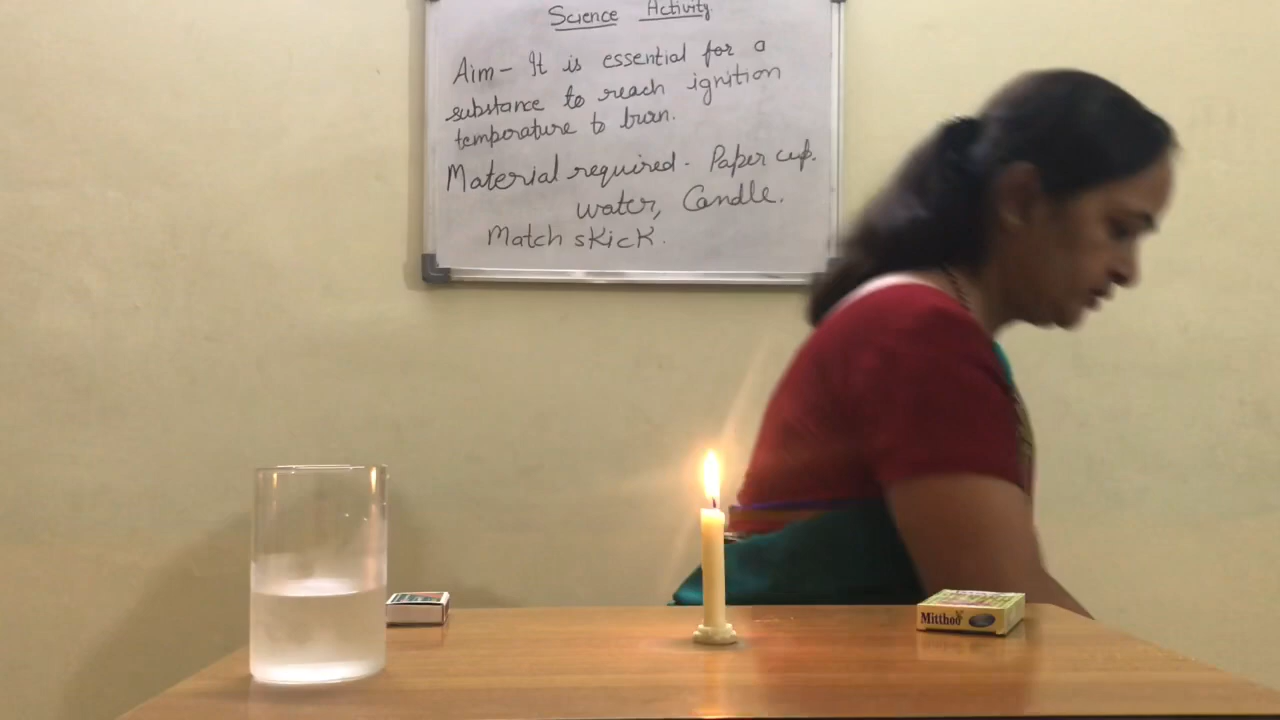 Science Activity
Aim - It is essential for a
substance to reach ignition
temperature to burn.
Material required - Paper cup.
water, Candle.
Match skick.
Mitthoo